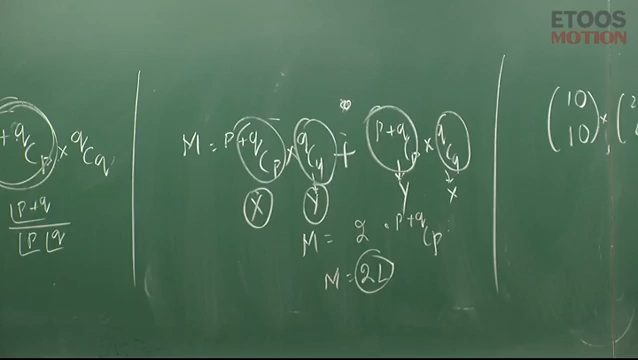 ETOOS
MOTION
+qCp × qCq
⌊p+q
⌊p ⌊q
M = p+qCp × qCq + p+qCp × qCq
X Y Y X
M = 2 · p+qCp
M = 2L
(10
10) × (2